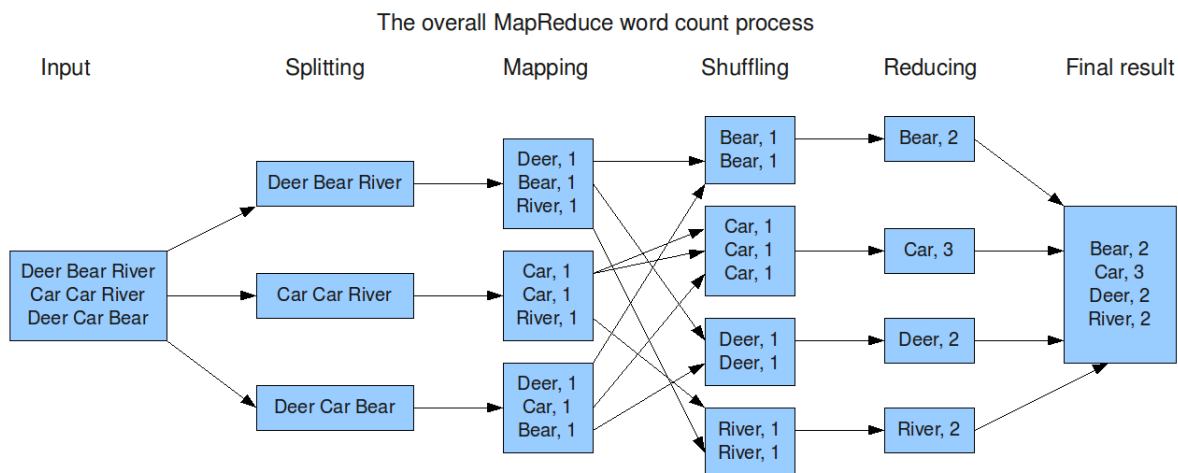 The overall MapReduce word count process
Input
Splitting
Mapping
Shuffling
Reducing
Final result
Deer Bear River
Car Car River
Deer Car Bear
Deer Bear River
Car Car River
Deer Car Bear
Deer, 1
Bear, 1
River, 1
Car, 1
Car, 1
River, 1
Deer, 1
Car, 1
Bear, 1
Bear, 1
Bear, 1
Car, 1
Car, 1
Car, 1
Deer, 1
Deer, 1
River, 1
River, 1
Bear, 2
Car, 3
Deer, 2
River, 2
Bear, 2
Car, 3
Deer, 2
River, 2